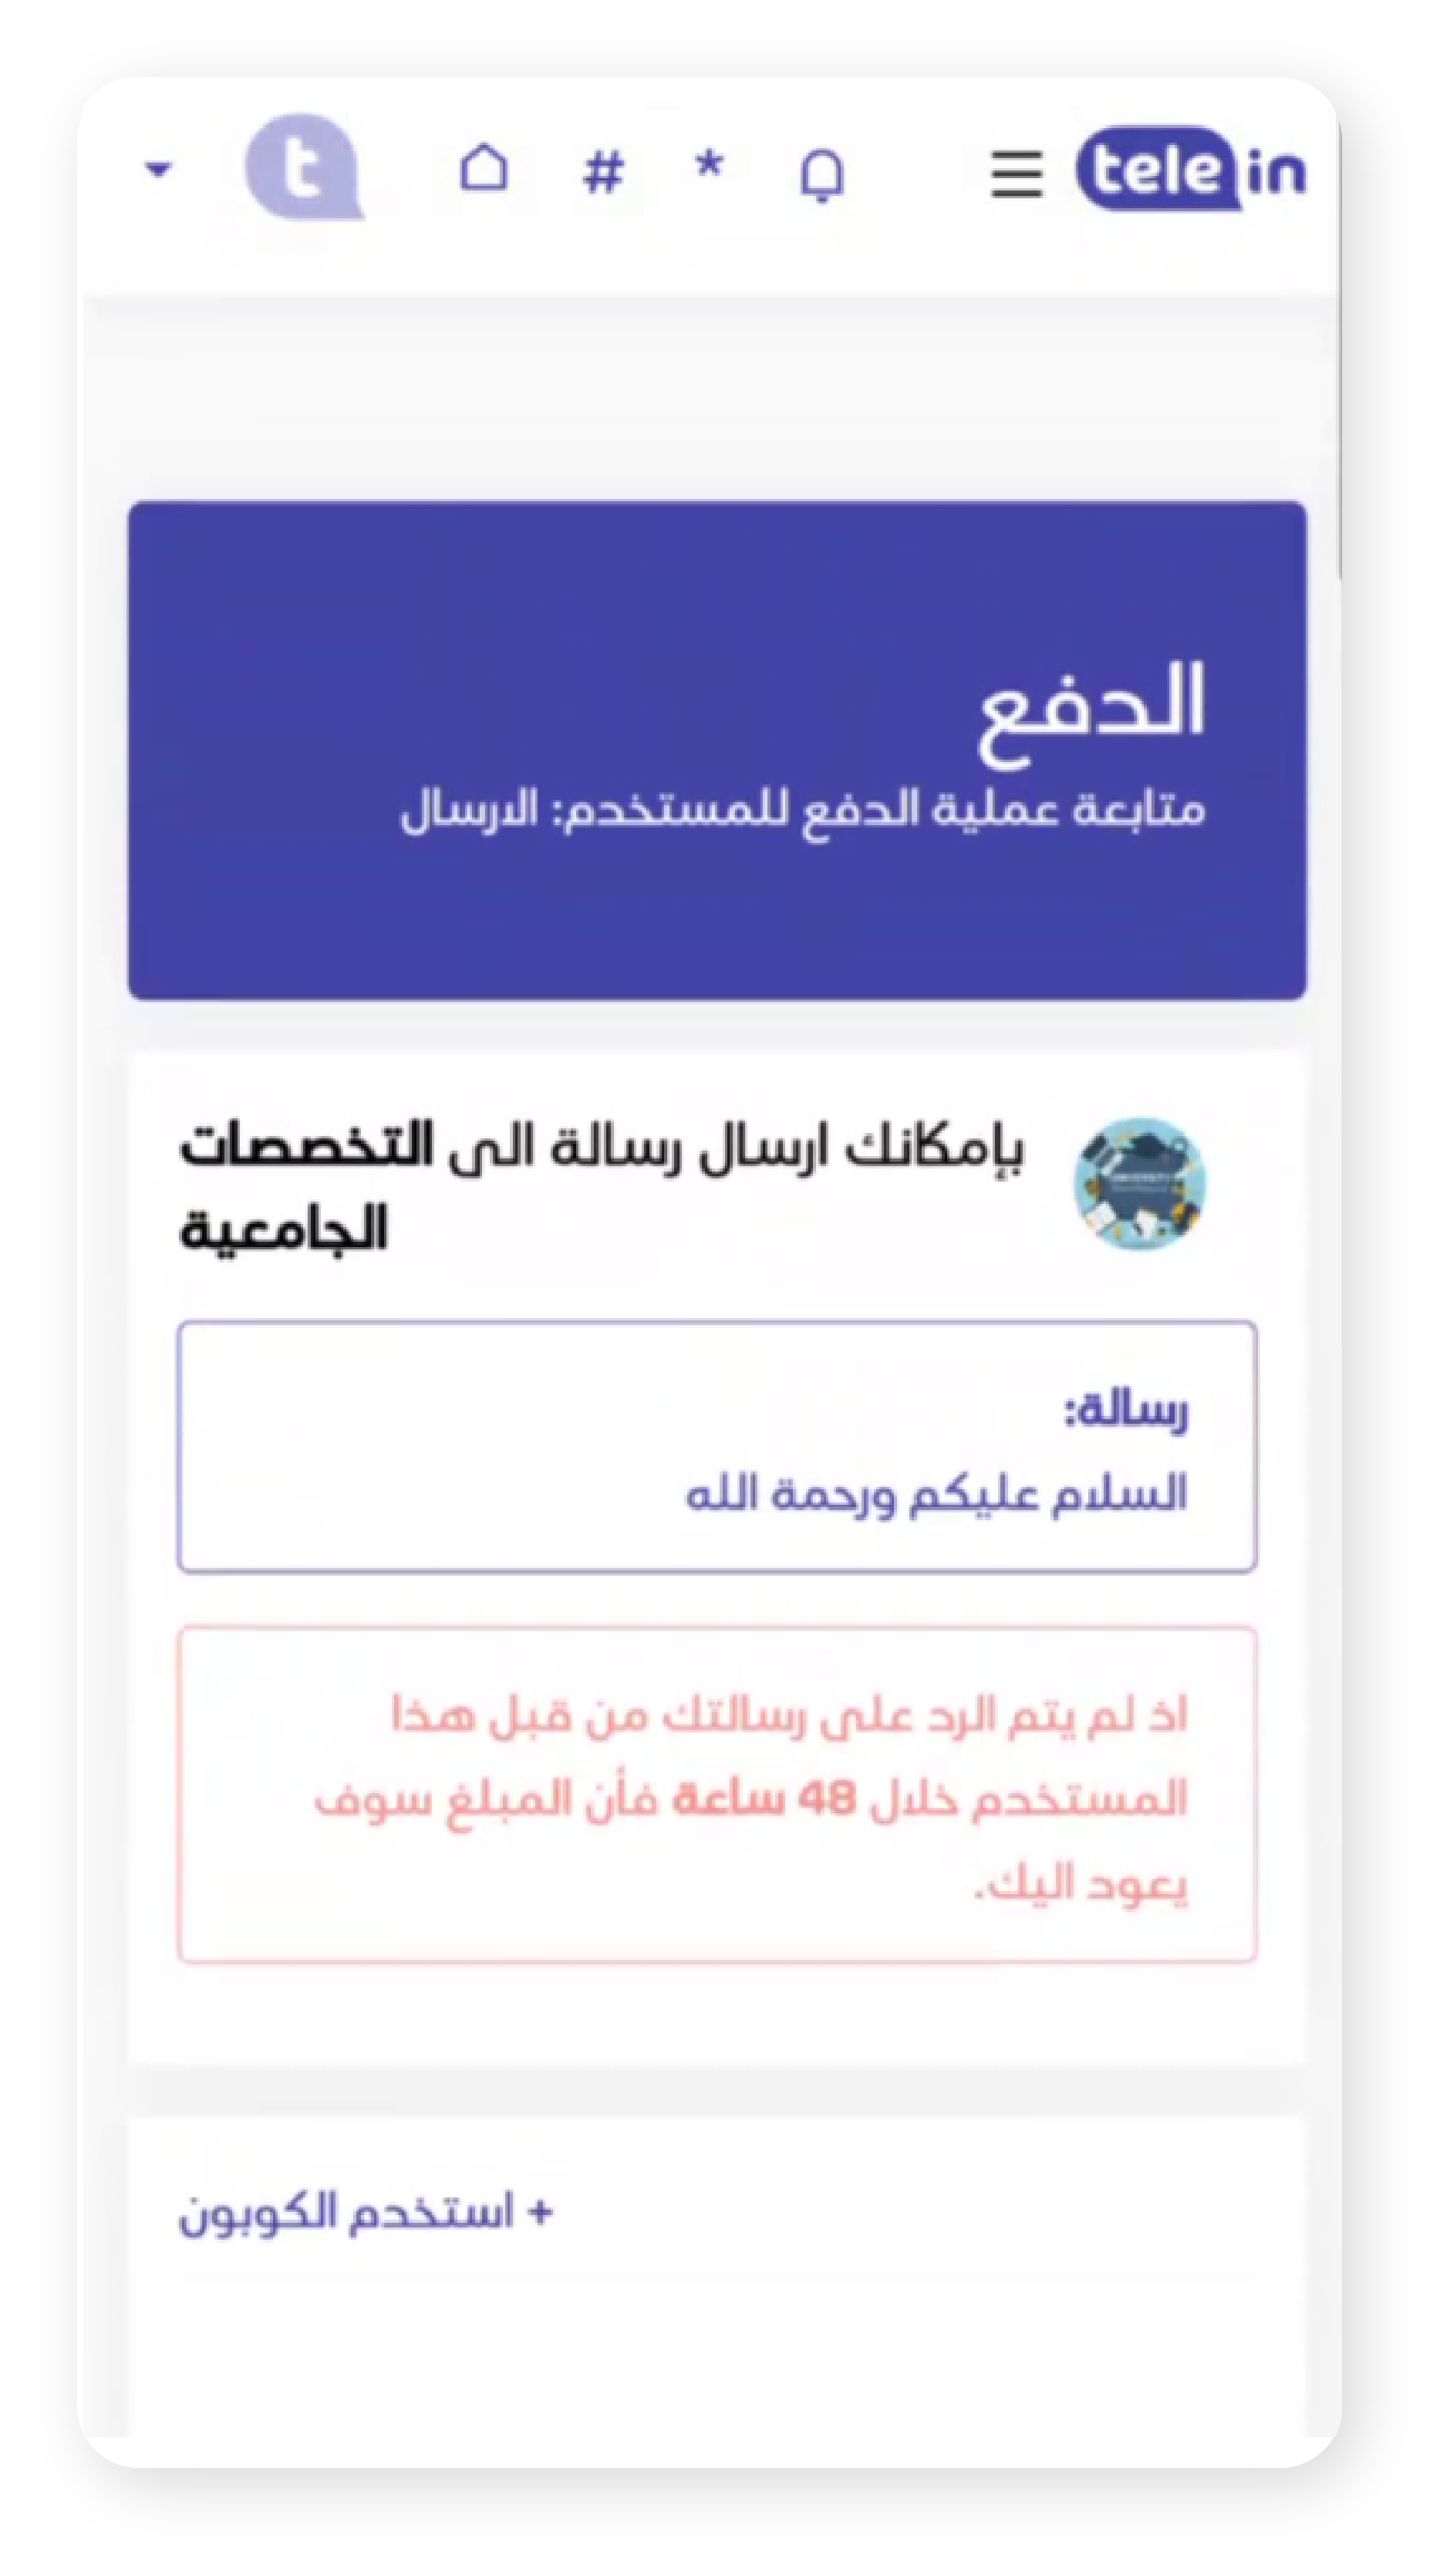 telein
# *
t
الدفع
متابعة عملية الدفع للمستخدم: الارسال
بإمكانك ارسال رسالة الى التخصصات
الجامعية
رسالة:
السلام عليكم ورحمة الله
اذ لم يتم الرد على رسالتك من قبل هذا
المستخدم خلال 48 ساعة فأن المبلغ سوف
يعود اليك.
+ استخدم الكوبون